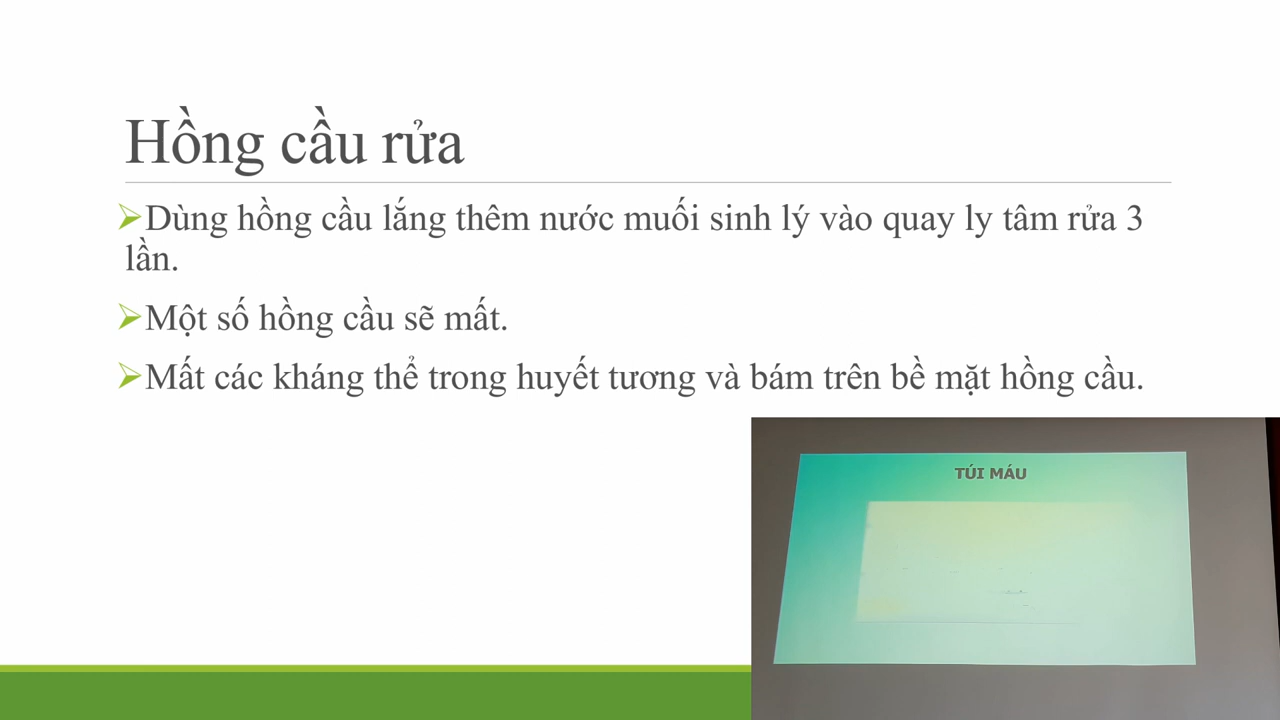 Hồng cầu rửa
➢Dùng hồng cầu lắng thêm nước muối sinh lý vào quay ly tâm rửa 3
lần.
➢Một số hồng cầu sẽ mất.
➢Mất các kháng thể trong huyết tương và bám trên bề mặt hồng cầu.
TÚI MÁU